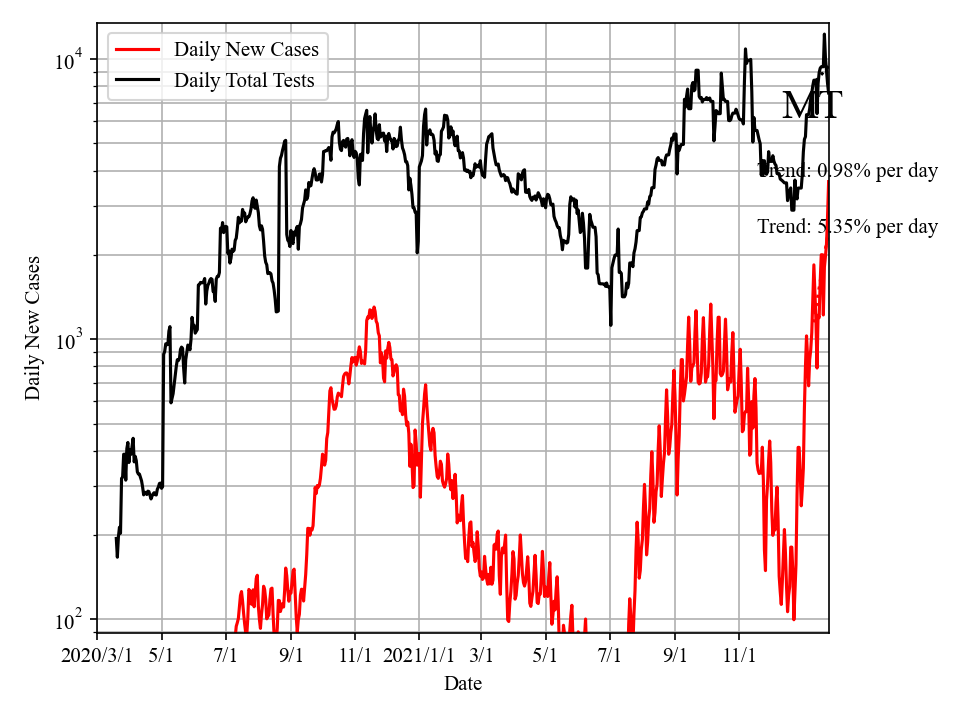 Daily New Cases
Daily Total Tests
MT
Trend: 0.98% per day
Trend: 5.35% per day
Daily New Cases
10^4
10^3
10^2
2020/3/1 5/1 7/1 9/1 11/1 2021/1/1 3/1 5/1 7/1 9/1 11/1
Date